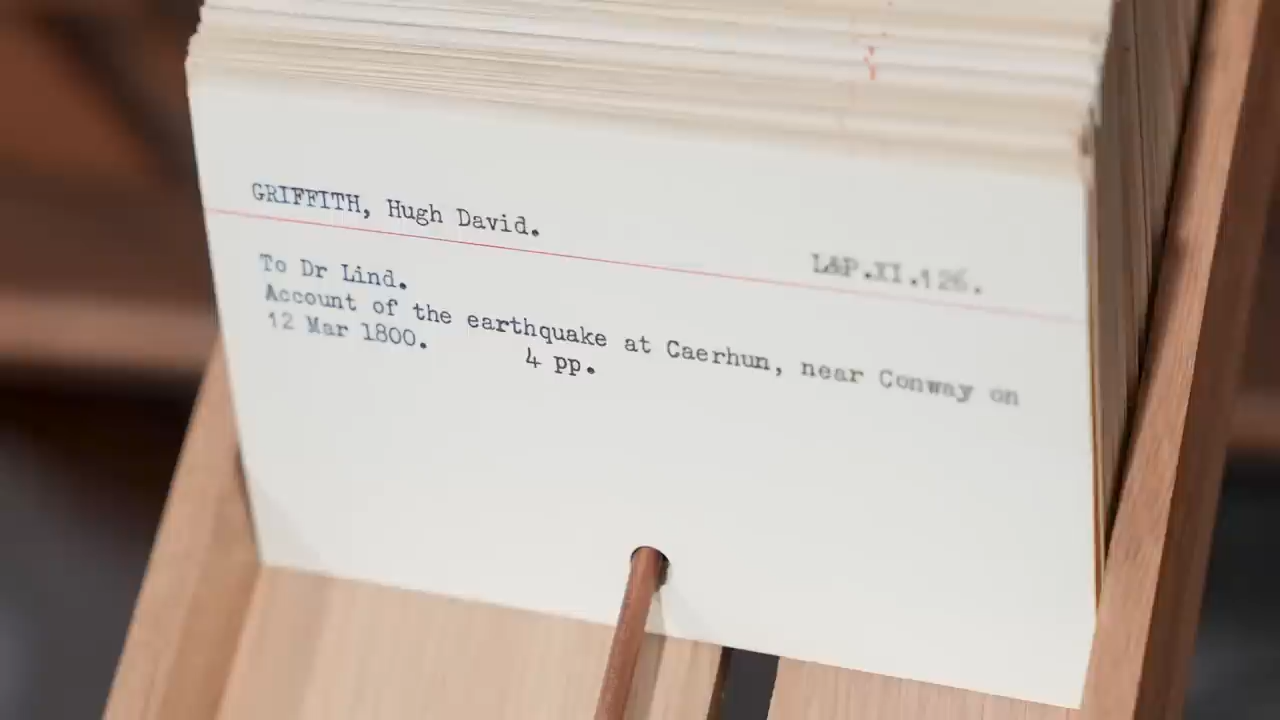 GRIFFITH, Hugh David.
L&P.XI.126.
To Dr Lind.
Account of the earthquake at Caerhun, near Conway on
12 Mar 1800. 4 pp.